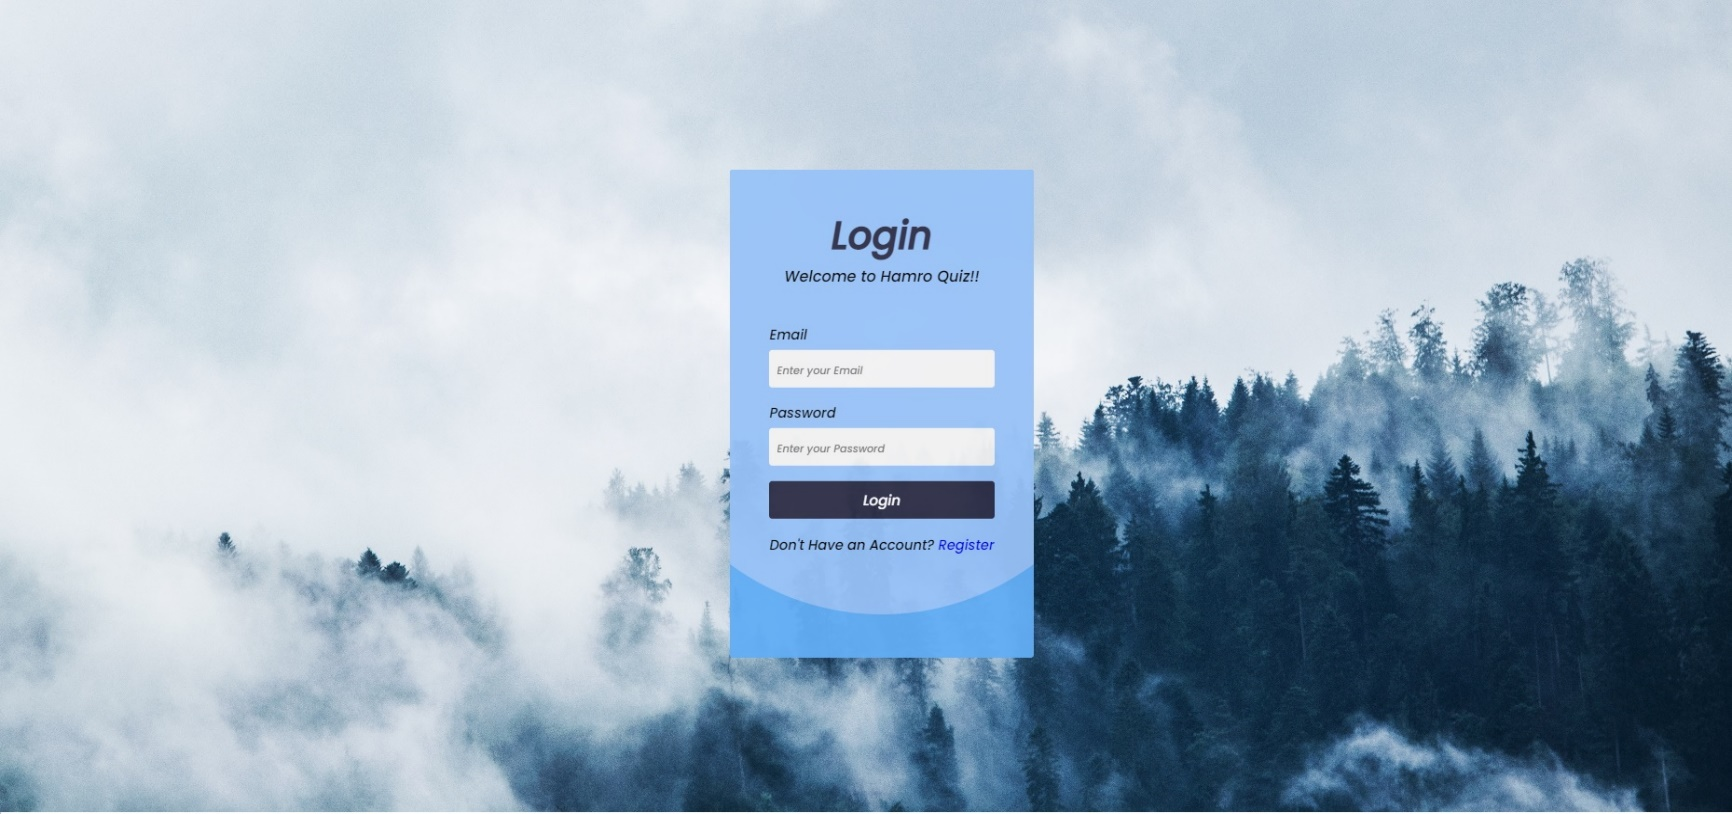 Login
Welcome to Hamro Quiz!!
Email
Enter your Email
Password
Enter your Password
Login
Don't Have an Account? Register